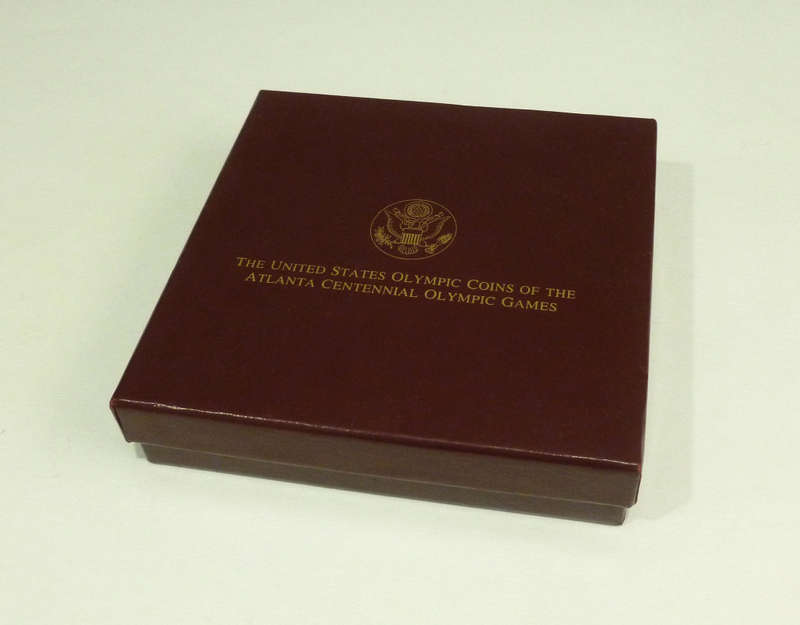 The United States Olympic Coins of the
Atlanta Centennial Olympic Games